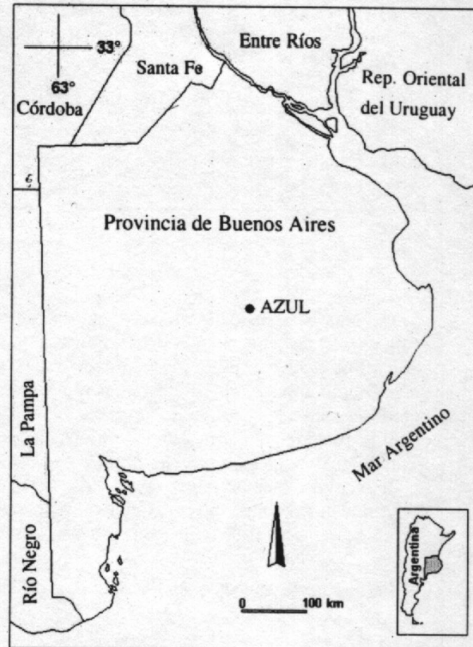 Entre Ríos
33°
Santa Fe
63°
Córdoba
Rep. Oriental
del Uruguay
Provincia de Buenos Aires
AZUL
La Pampa
Mar Argentino
Río Negro
Argentina
0 100 km